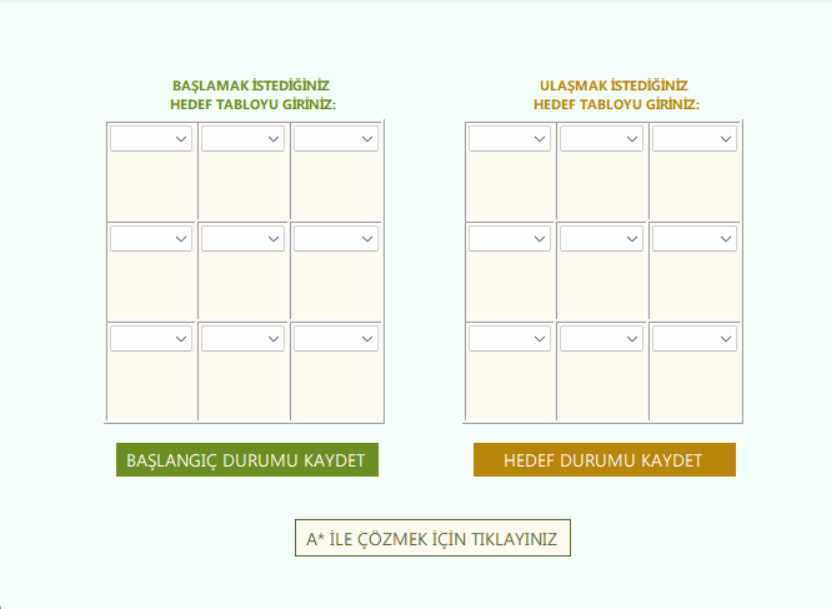 BAŞLAMAK İSTEDİĞİNİZ
HEDEF TABLOYU GİRİNİZ:
ULAŞMAK İSTEDİĞİNİZ
HEDEF TABLOYU GİRİNİZ:
BAŞLANGIÇ DURUMU KAYDET
HEDEF DURUMU KAYDET
A* İLE ÇÖZMEK İÇİN TIKLAYINIZ